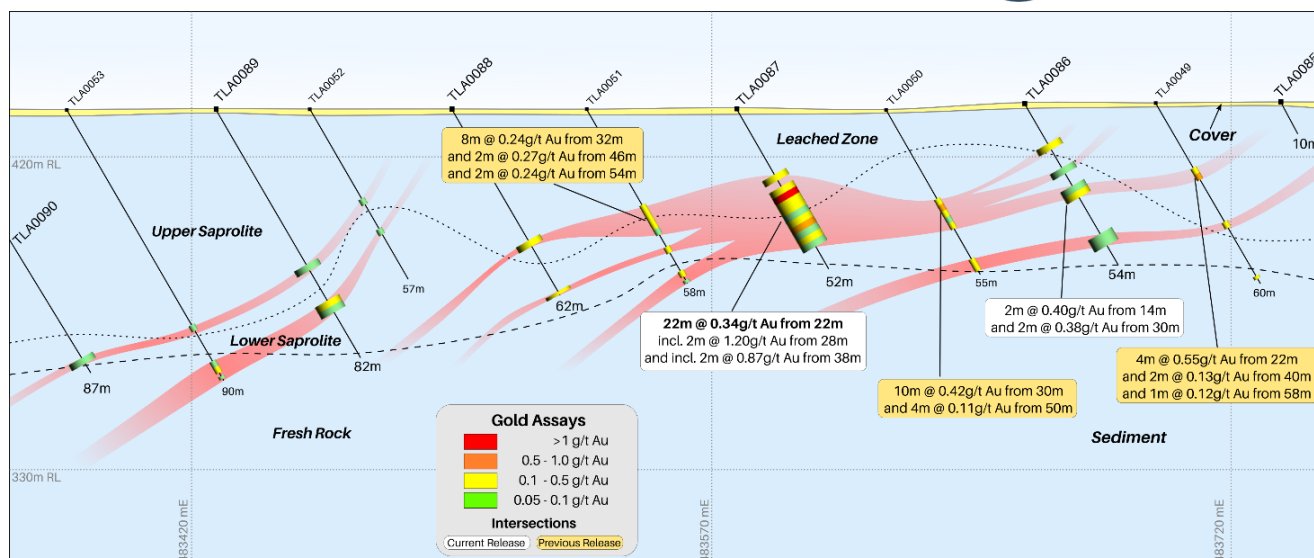 TLA0090
TLA0053
TLA0089
TLA0052
TLA0088
TLA0051
TLA0087
TLA0050
TLA0086
TLA0049
TLA0085
Leached Zone
Cover
10m
420m RL
8m @ 0.24g/t Au from 32m
and 2m @ 0.27g/t Au from 46m
and 2m @ 0.24g/t Au from 54m
Upper Saprolite
Lower Saprolite
87m
90m
82m
57m
62m
58m
52m
55m
54m
60m
22m @ 0.34g/t Au from 22m
incl. 2m @ 1.20g/t Au from 28m
and incl. 2m @ 0.87g/t Au from 38m
2m @ 0.40g/t Au from 14m
and 2m @ 0.38g/t Au from 30m
10m @ 0.42g/t Au from 30m
and 4m @ 0.11g/t Au from 50m
4m @ 0.55g/t Au from 22m
and 2m @ 0.13g/t Au from 40m
and 1m @ 0.12g/t Au from 58m
Fresh Rock
Sediment
330m RL
Gold Assays
>1 g/t Au
0.5 - 1.0 g/t Au
0.1 - 0.5 g/t Au
0.05 - 0.1 g/t Au
Intersections
Current Release
Previous Release
483420 mE
483570 mE
483720 mE